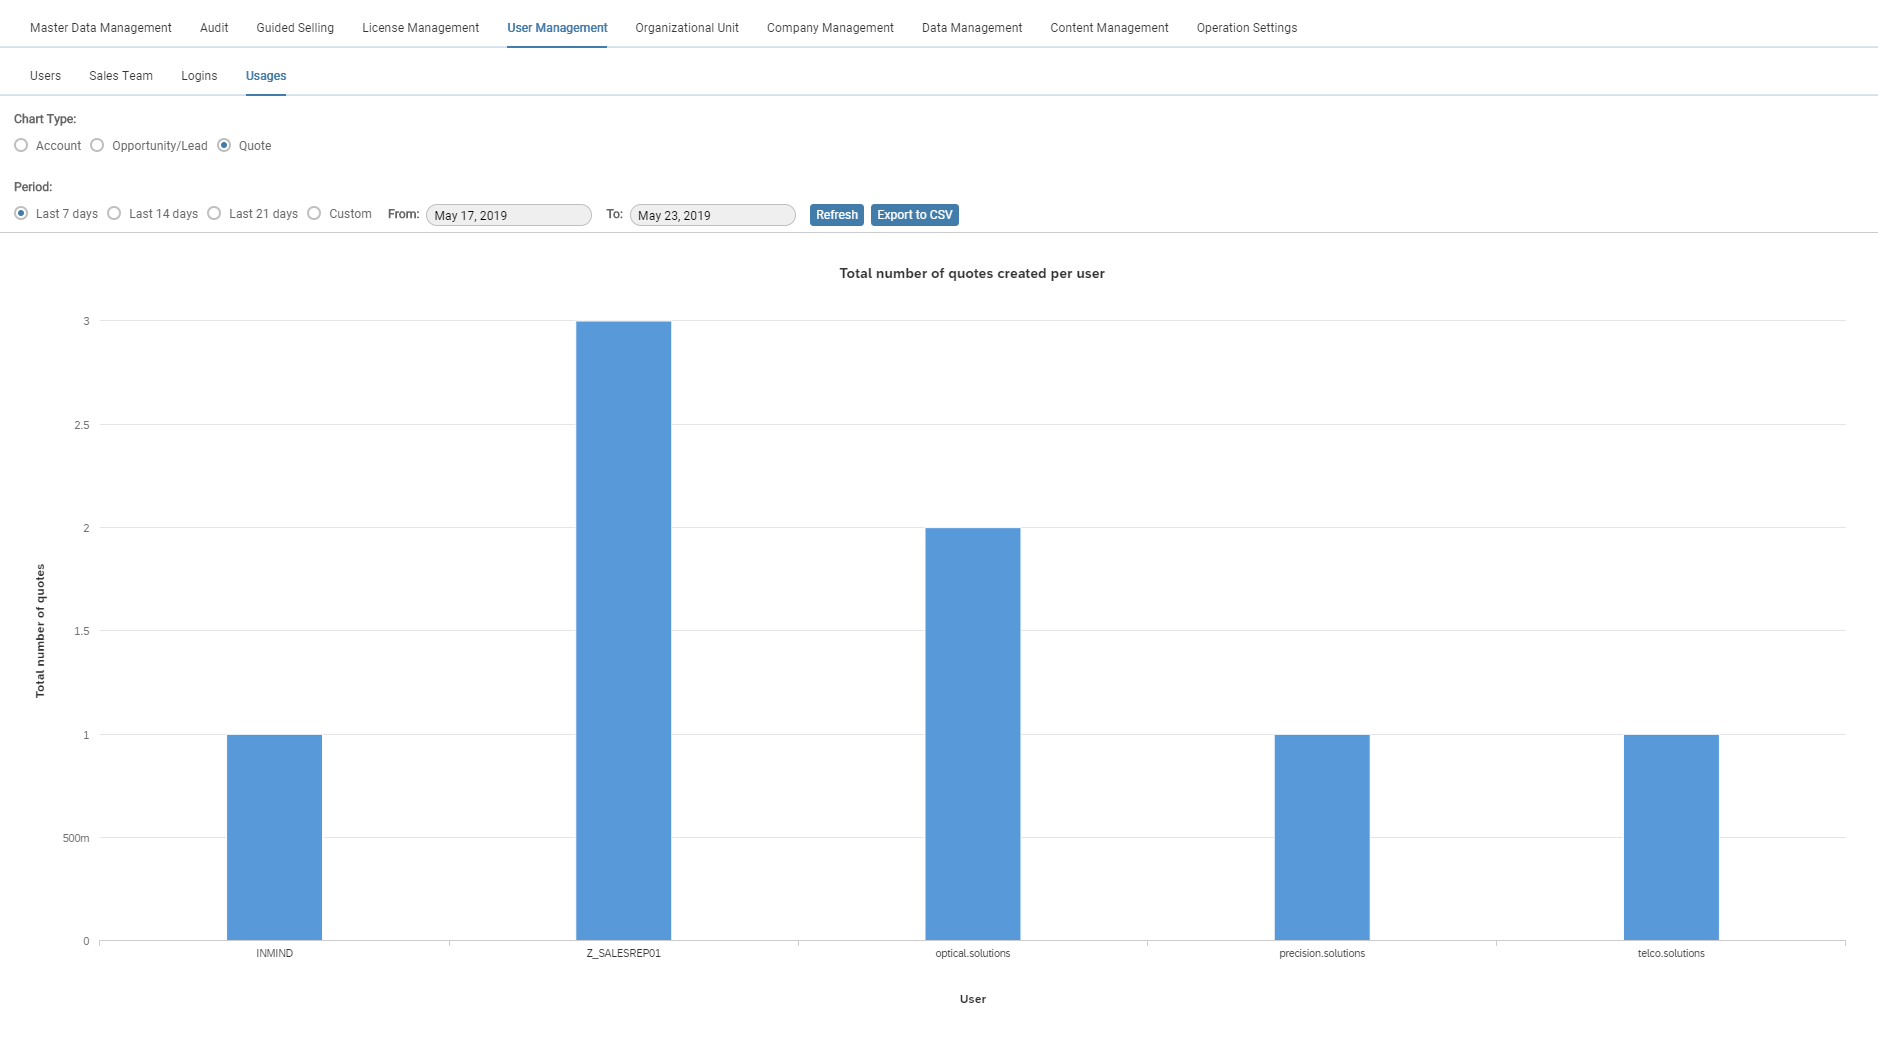 Master Data Management Audit Guided Selling License Management User Management Organizational Unit Company Management Data Management Content Management Operation Settings
Users Sales Team Logins Usages
Chart Type:
Account Opportunity/Lead Quote
Period:
Last 7 days Last 14 days Last 21 days Custom From: May 17, 2019 To: May 23, 2019 Refresh Export to CSV
Total number of quotes created per user
Total number of quotes
3
2.5
2
1.5
1
500m
0
INMIND Z_SALESREP01 optical.solutions precision.solutions telco.solutions
User